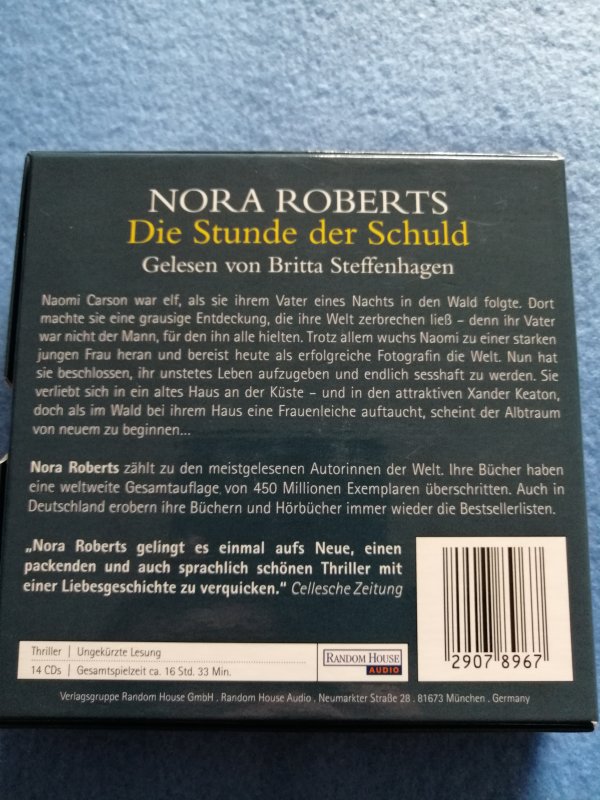 NORA ROBERTS
Die Stunde der Schuld
Gelesen von Britta Steffenhagen
Naomi Carson war elf, als sie ihrem Vater eines Nachts in den Wald folgte. Dort
machte sie eine grausige Entdeckung, die ihre Welt zerbrechen ließ – denn ihr Vater
war nicht der Mann, für den ihn alle hielten. Trotz allem wuchs Naomi zu einer starken
jungen Frau heran und bereist heute als erfolgreiche Fotografin die Welt. Nun hat
sie beschlossen, ihr unstetes Leben aufzugeben und endlich sesshaft zu werden. Sie
verliebt sich in ein altes Haus an der Küste – und in den attraktiven Xander Keaton,
doch als im Wald bei ihrem Haus eine Frauenleiche auftaucht, scheint der Albtraum
von neuem zu beginnen...
Nora Roberts zählt zu den meistgelesenen Autorinnen der Welt. Ihre Bücher haben
eine weltweite Gesamtauflage von 450 Millionen Exemplaren überschritten. Auch in
Deutschland erobern ihre Büchern und Hörbücher immer wieder die Bestsellerlisten.
„Nora Roberts gelingt es einmal aufs Neue, einen
packenden und auch sprachlich schönen Thriller mit
einer Liebesgeschichte zu verquicken.“ Cellesche Zeitung
Thriller | Ungekürzte Lesung
14 CDs | Gesamtspielzeit ca. 16 Std. 33 Min.
RANDOM HOUSE
AUDIO
2907 8967
Verlagsgruppe Random House GmbH . Random House Audio . Neumarkter Straße 28 . 81673 München . Germany